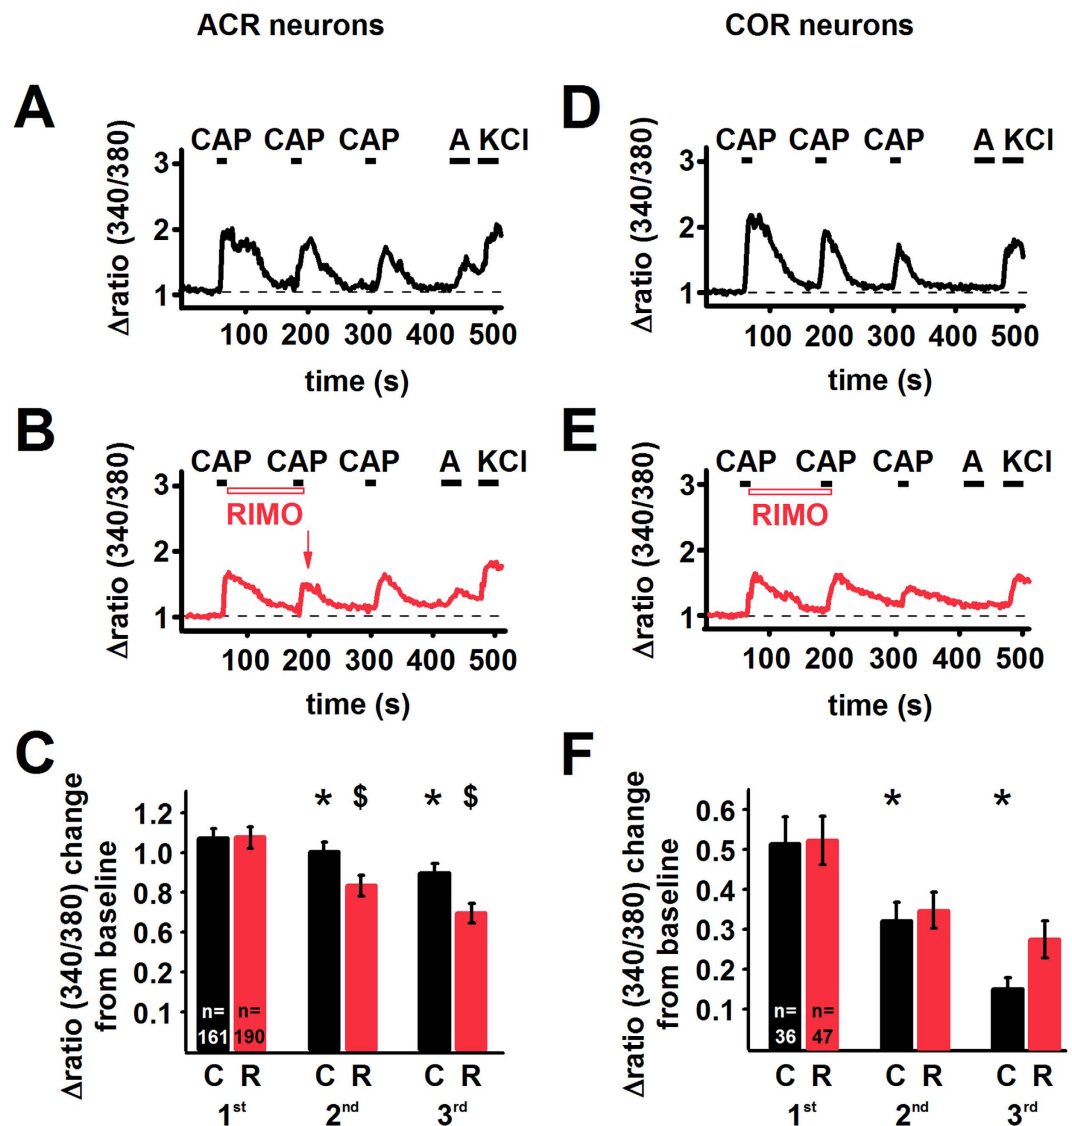 ACR neurons
COR neurons
A
Δratio (340/380)
CAP CAP CAP A KCl
3
2
1
100 200 300 400 500
time (s)
D
Δratio (340/380)
CAP CAP CAP A KCl
3
2
1
100 200 300 400 500
time (s)
B
Δratio (340/380)
CAP CAP CAP A KCl
3
RIMO
2
1
100 200 300 400 500
time (s)
E
Δratio (340/380)
CAP CAP CAP A KCl
3
RIMO
2
1
100 200 300 400 500
time (s)
C
Δratio (340/380) change
from baseline
* $ * $
1.2
1.0
0.8
0.6
0.2
0.1
n= n=
161 190
C R C R C R
1st 2nd 3rd
F
Δratio (340/380) change
from baseline
* *
0.6
0.5
0.4
0.3
0.2
0.1
n= n=
36 47
C R C R C R
1st 2nd 3rd